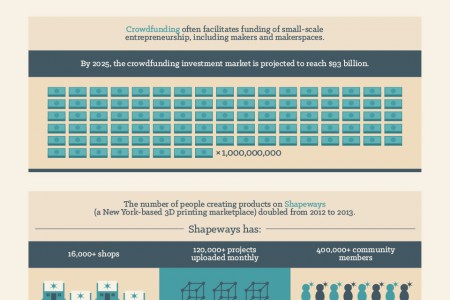 Crowdfunding often facilitates funding of small-scale
entrepreneurship, including makers and makerspaces.
By 2025, the crowdfunding investment market is projected to reach $93 billion.
×1,000,000,000
The number of people creating products on Shapeways
(a New York-based 3D printing marketplace) doubled from 2012 to 2013.
Shapeways has:
16,000+ shops
120,000+ projects
uploaded monthly
400,000+ community
members